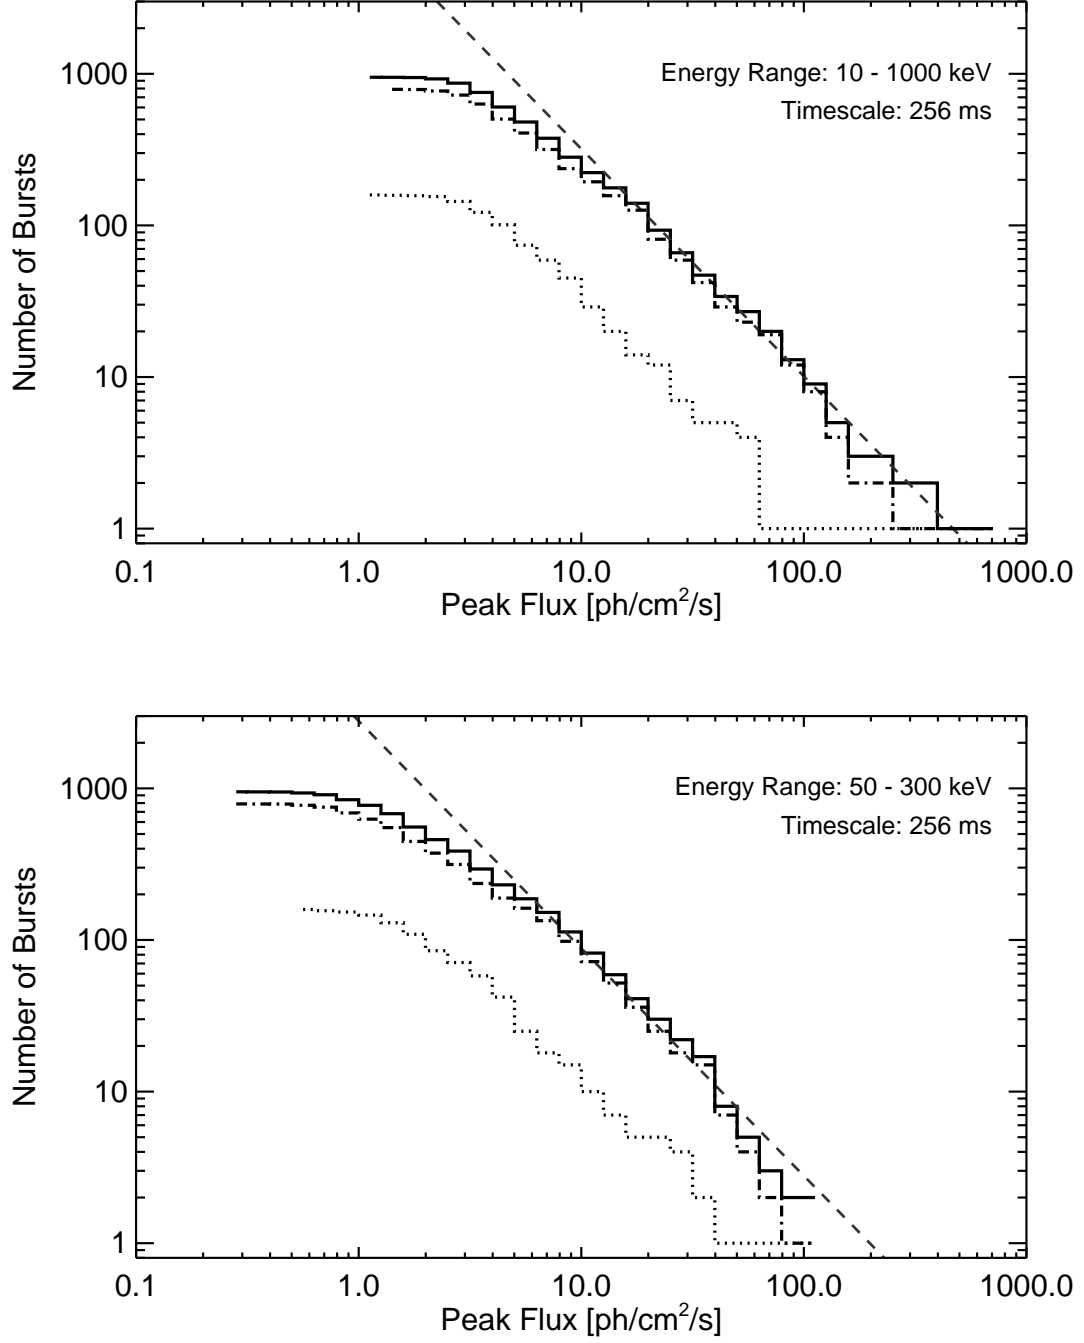 Energy Range: 10 - 1000 keV
Timescale: 256 ms
Number of Bursts
1000
100
10
1
0.1 1.0 10.0 100.0 1000.0
Peak Flux [ph/cm²/s]
Energy Range: 50 - 300 keV
Timescale: 256 ms
Number of Bursts
1000
100
10
1
0.1 1.0 10.0 100.0 1000.0
Peak Flux [ph/cm²/s]